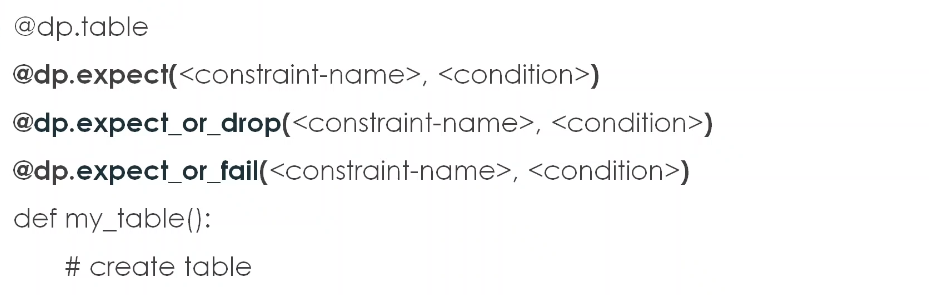 @dp.table
@dp.expect(<constraint-name>, <condition>)
@dp.expect_or_drop(<constraint-name>, <condition>)
@dp.expect_or_fail(<constraint-name>, <condition>)
def my_table():
# create table